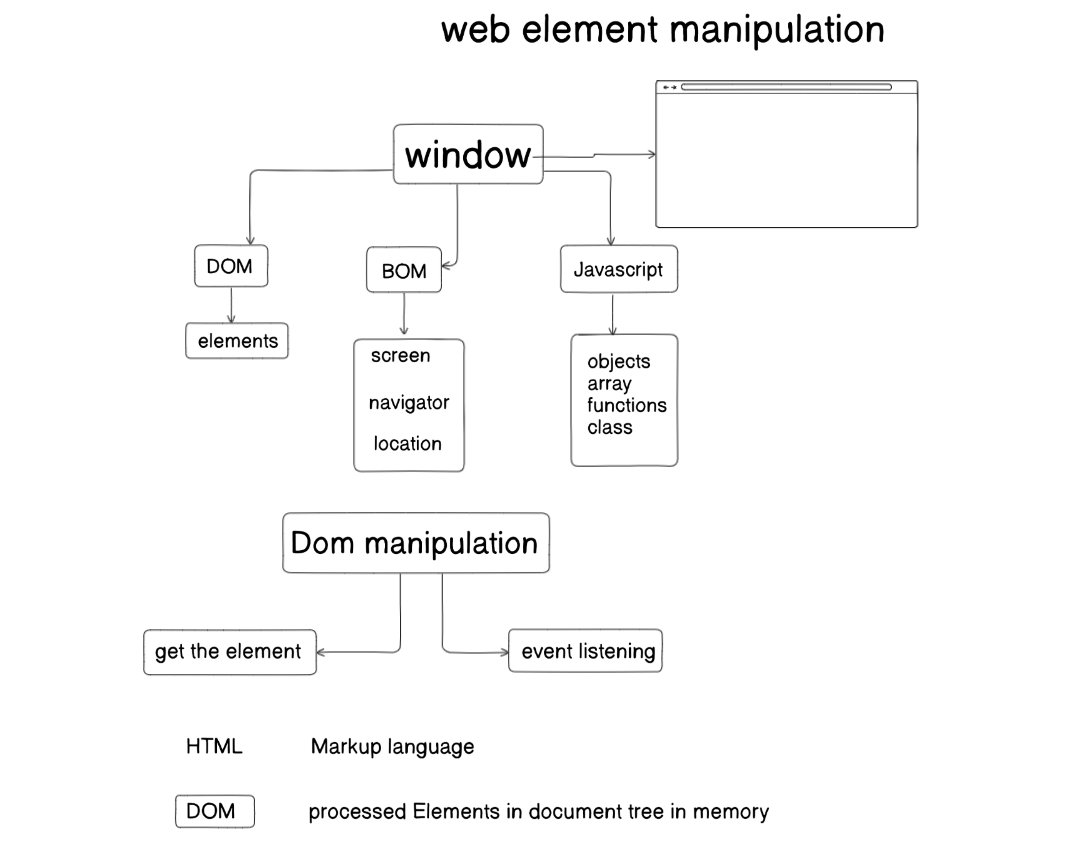 web element manipulation
window
DOM
BOM
Javascript
elements
screen
navigator
location
objects
array
functions
class
Dom manipulation
get the element
event listening
HTML Markup language
DOM processed Elements in document tree in memory